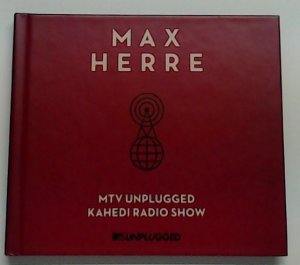 MAX
HERRE
MTV UNPLUGGED
KAHEDI RADIO SHOW
UNPLUGGED